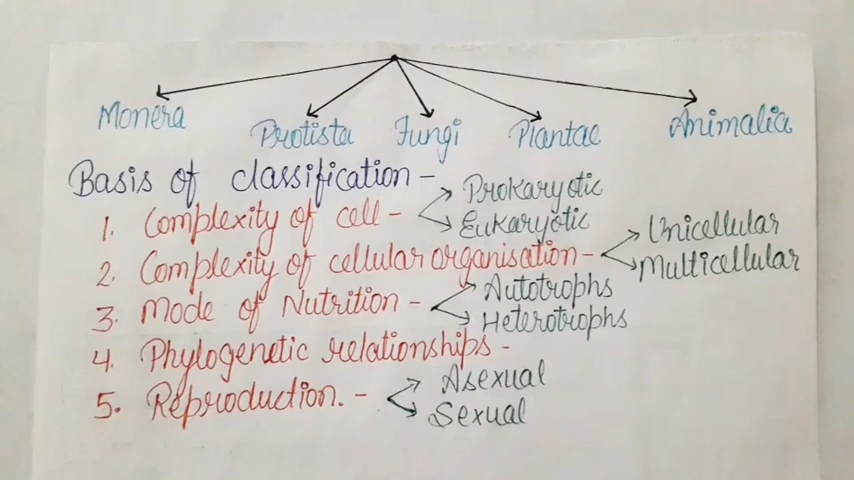 Monera Protista Fungi Plantae Animalia
Basis of classification -
1. Complexity of cell - Prokaryotic
Eukaryotic
2. Complexity of cellular organisation - Unicellular
Multicellular
3. Mode of Nutrition - Autotrophs
Heterotrophs
4. Phylogenetic relationships -
5. Reproduction. - Asexual
Sexual